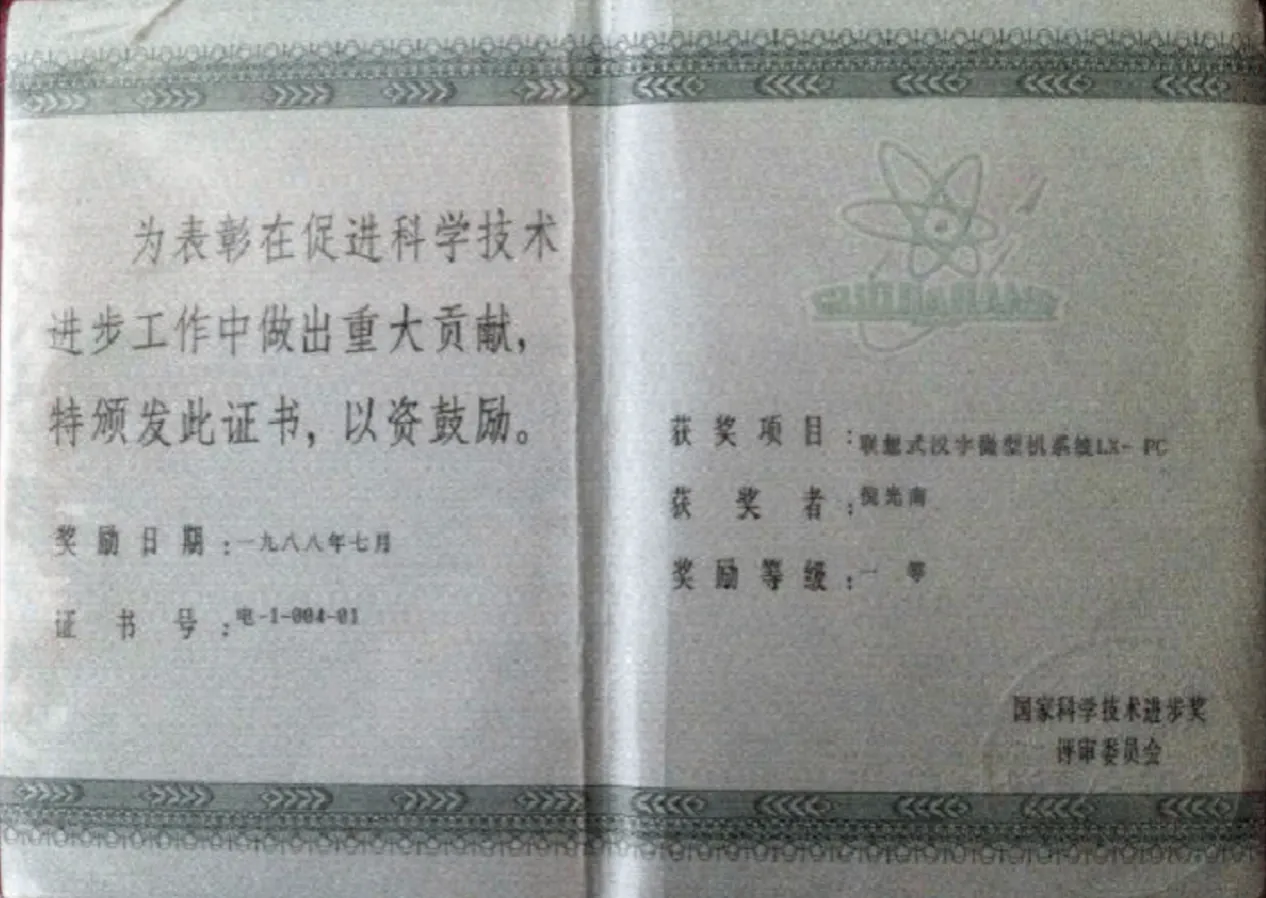 为表彰在促进科学技术
进步工作中做出重大贡献,
特颁发此证书, 以资鼓励。
奖励日期:一九八八年七月
证书号:电-1-004-01
获奖项目:联想式汉字微型机系统LX-PC
获奖者:倪光南
奖励等级:一等
国家科学技术进步奖
评审委员会